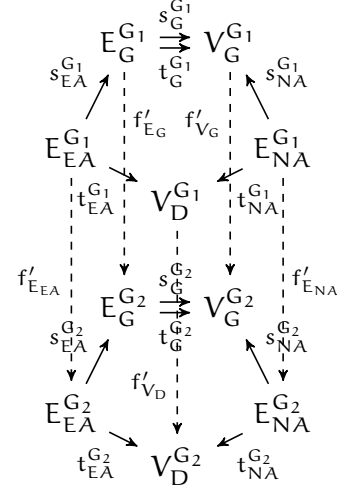 s_G^{G_1}
E_G^{G_1} V_G^{G_1}
t_G^{G_1}
s_{EA}^{G_1} s_{NA}^{G_1}
f'_{E_G} f'_{V_G}
E_{EA}^{G_1} E_{NA}^{G_1}
t_{EA}^{G_1} V_D^{G_1} t_{NA}^{G_1}
f'_{E_{EA}} s_G^{G_2} f'_{E_{NA}}
E_G^{G_2} V_G^{G_2}
s_{EA}^{G_2} t_G^{G_2} s_{NA}^{G_2}
f'_{V_D}
E_{EA}^{G_2} E_{NA}^{G_2}
t_{EA}^{G_2} V_D^{G_2} t_{NA}^{G_2}